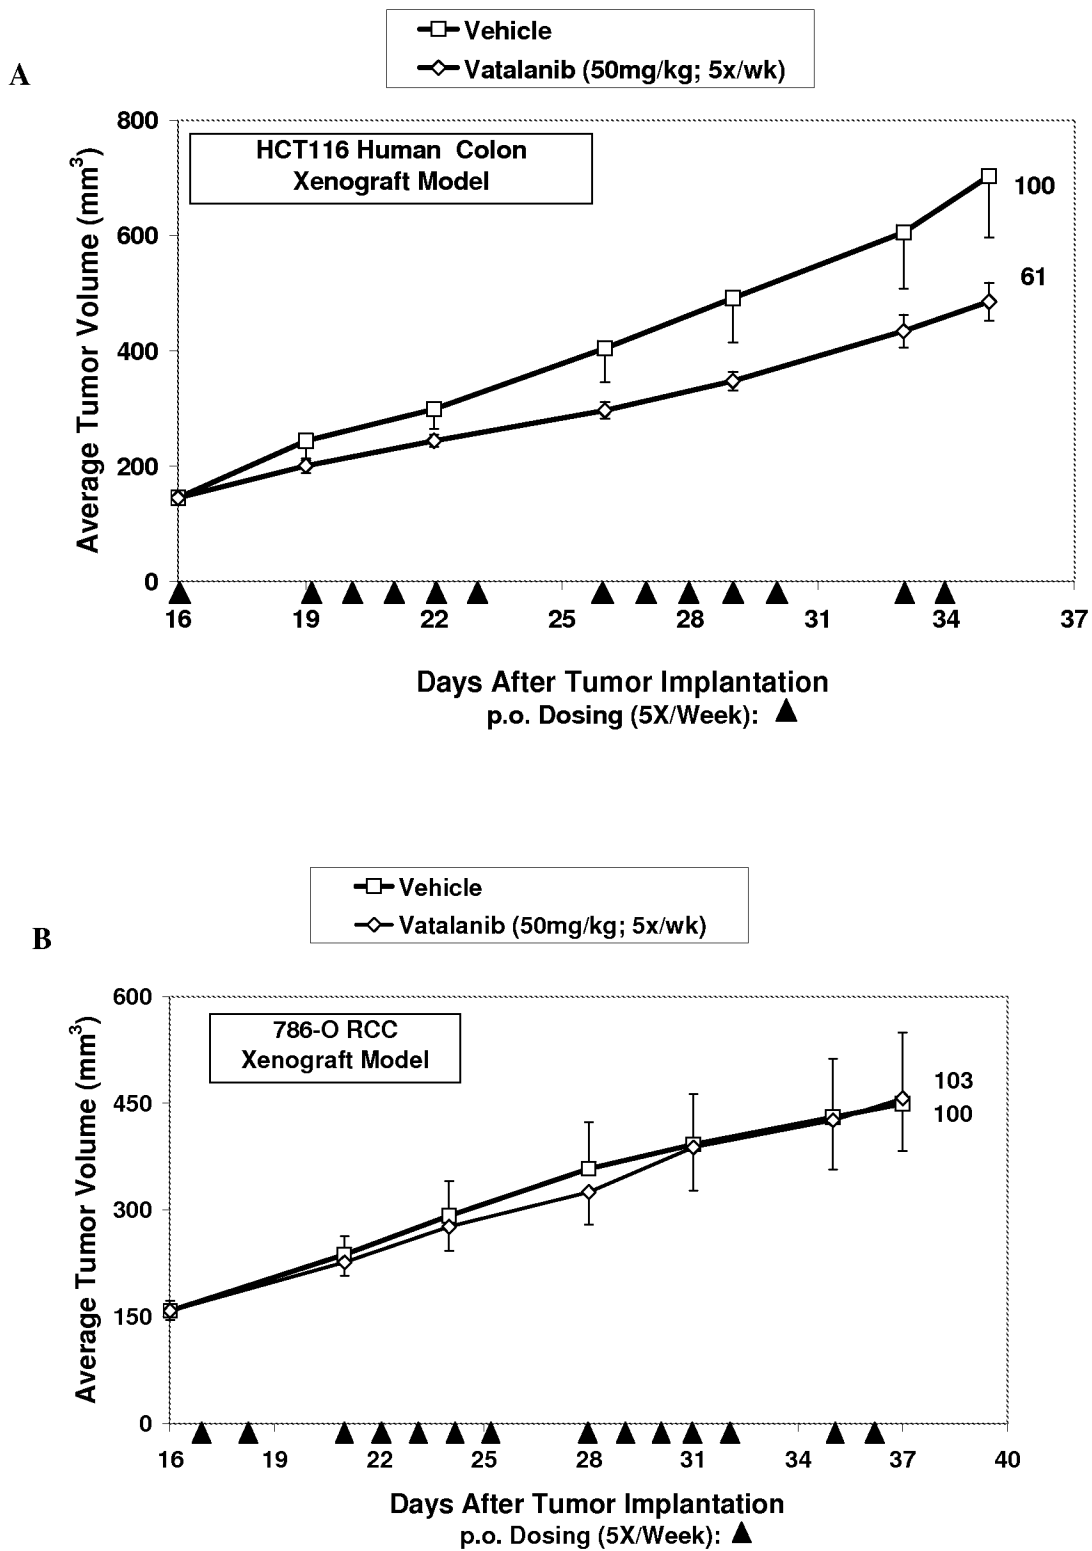 Vehicle
Vatalanib (50mg/kg; 5x/wk)
A
HCT116 Human Colon
Xenograft Model
Average Tumor Volume (mm³)
800
600
400
200
0
100
61
16 19 22 25 28 31 34 37
Days After Tumor Implantation
p.o. Dosing (5X/Week):
Vehicle
Vatalanib (50mg/kg; 5x/wk)
B
786-O RCC
Xenograft Model
Average Tumor Volume (mm³)
600
450
300
150
0
103
100
16 19 22 25 28 31 34 37 40
Days After Tumor Implantation
p.o. Dosing (5X/Week):